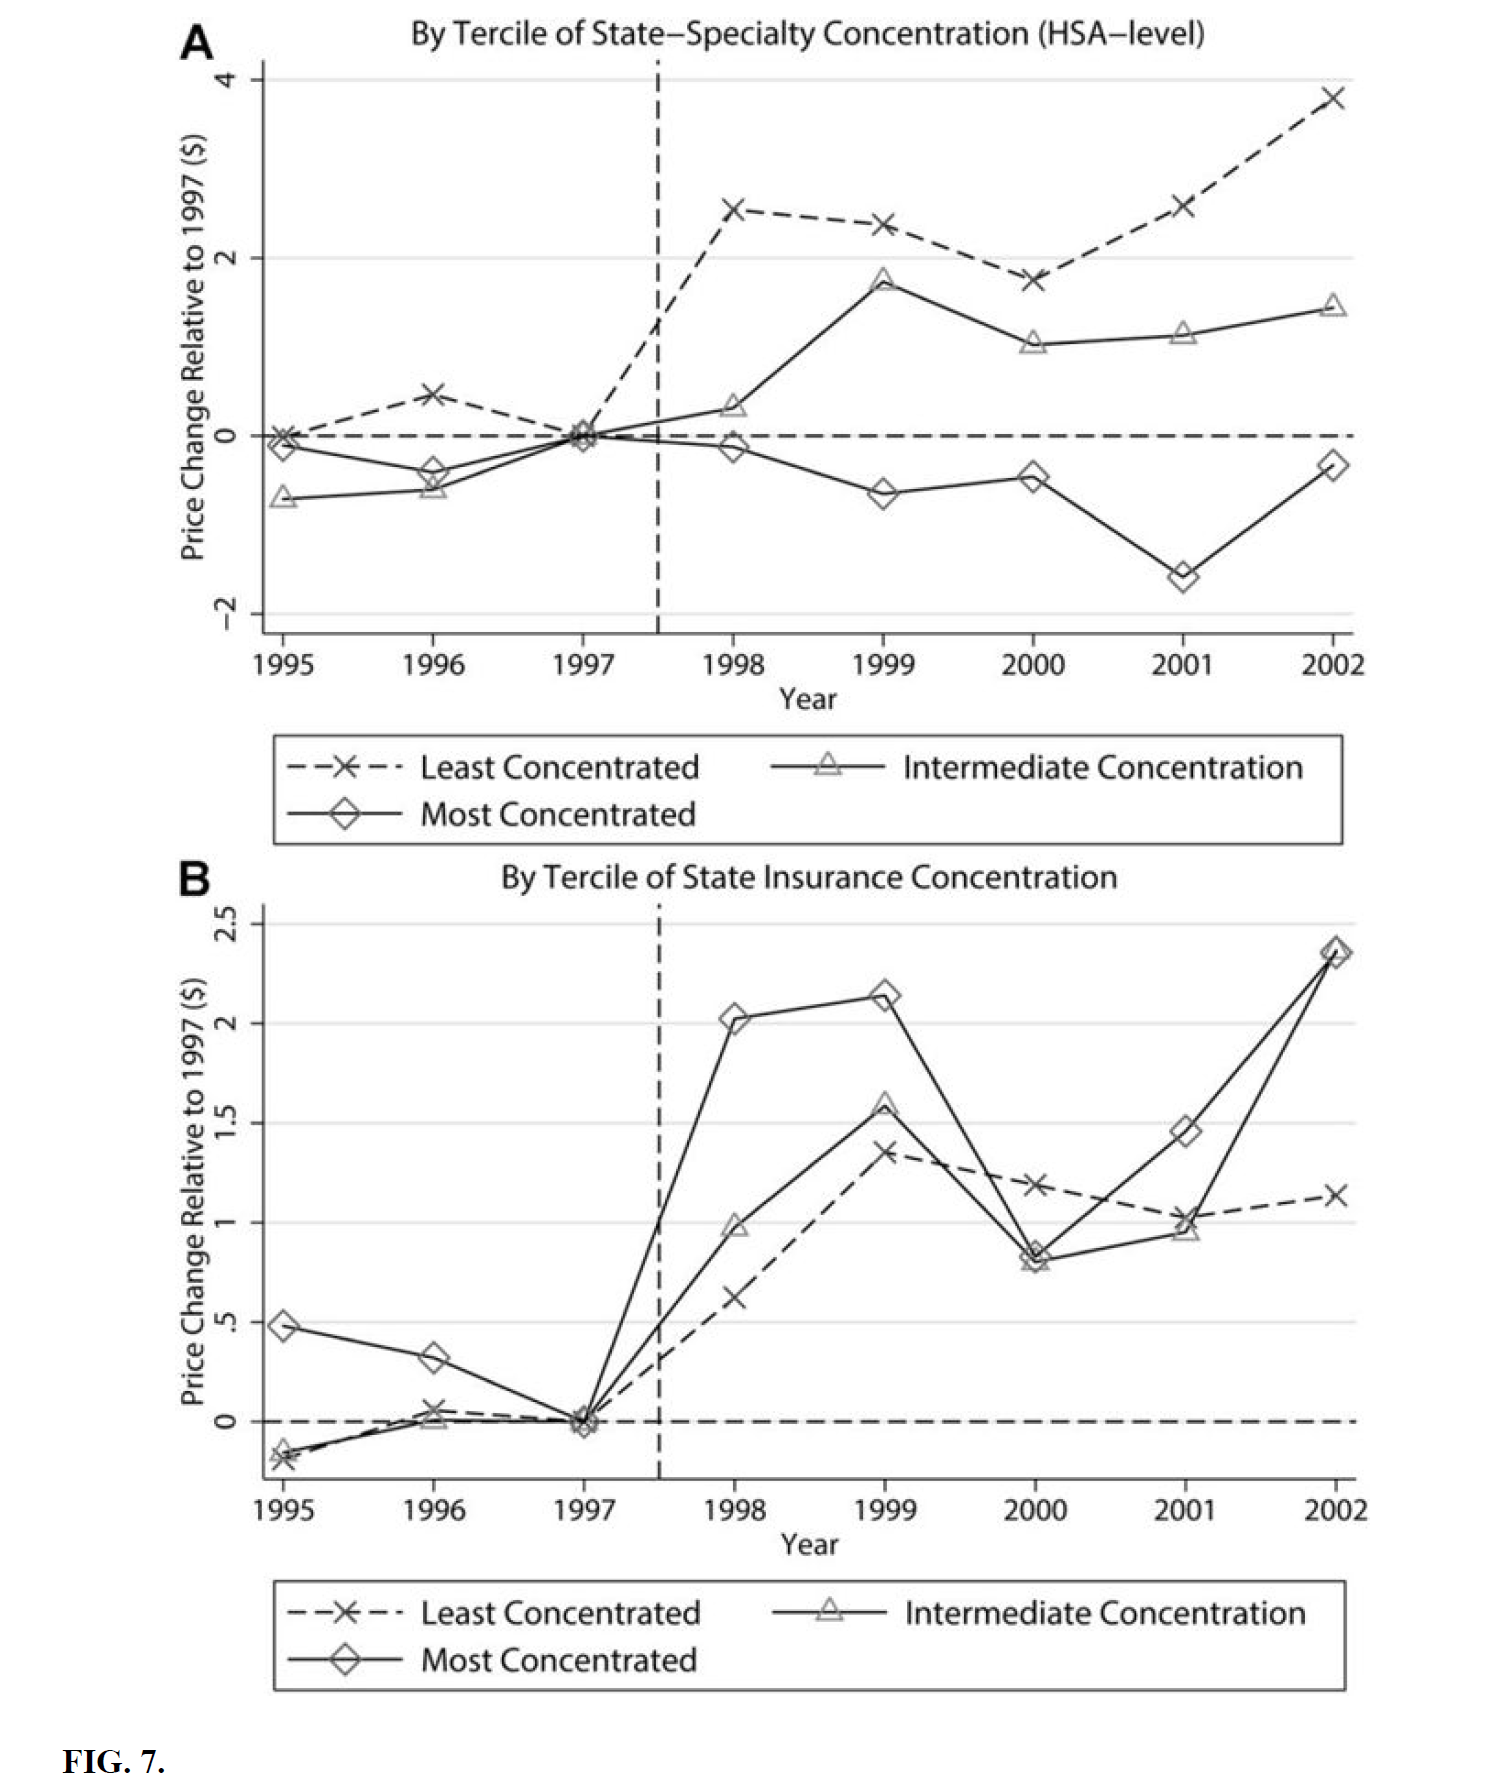 A
By Tercile of State−Specialty Concentration (HSA−level)
Price Change Relative to 1997 ($)
4
2
0
−2
1995 1996 1997 1998 1999 2000 2001 2002
Year
Least Concentrated Intermediate Concentration
Most Concentrated
B
By Tercile of State Insurance Concentration
Price Change Relative to 1997 ($)
2.5
2
1.5
1
.5
0
1995 1996 1997 1998 1999 2000 2001 2002
Year
Least Concentrated Intermediate Concentration
Most Concentrated
FIG. 7.